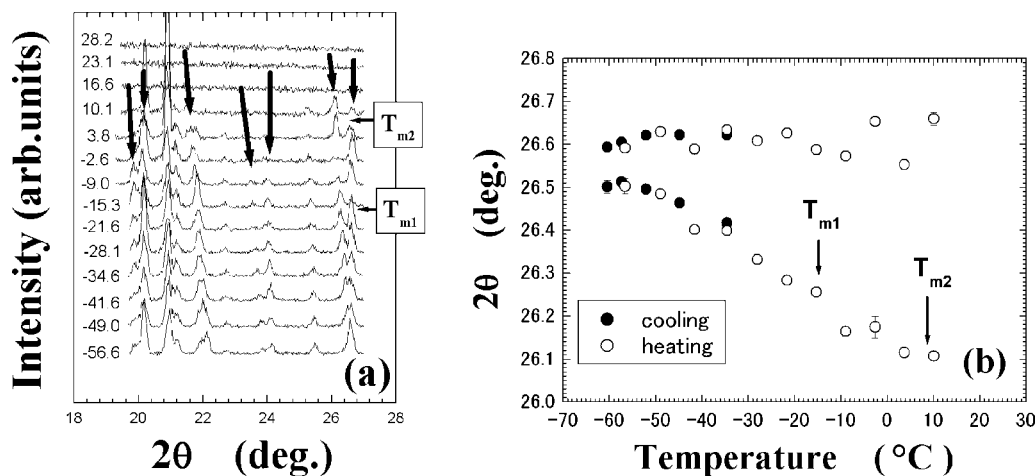 Intensity (arb.units)
28.2
23.1
16.6
10.1
3.8
-2.6
-9.0
-15.3
-21.6
-28.1
-34.6
-41.6
-49.0
-56.6
Tm2
Tm1
(a)
18 20 22 24 26 28
2θ (deg.)
2θ (deg.)
26.8
26.7
26.6
26.5
26.4
26.3
26.2
26.1
26.0
Tm1
Tm2
cooling
heating
(b)
-70 -60 -50 -40 -30 -20 -10 0 10 20 30
Temperature (°C)